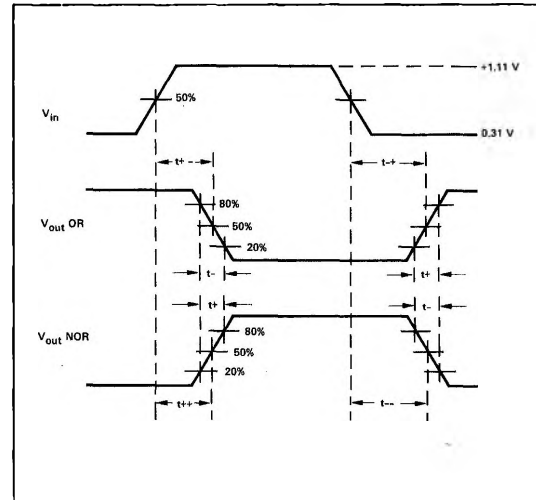 +1.11 V
50%
V_in
0.31 V
t+-
t-+
80%
V_out OR
50%
20%
t-
t+
t+
t-
80%
V_out NOR
50%
20%
t++
t--